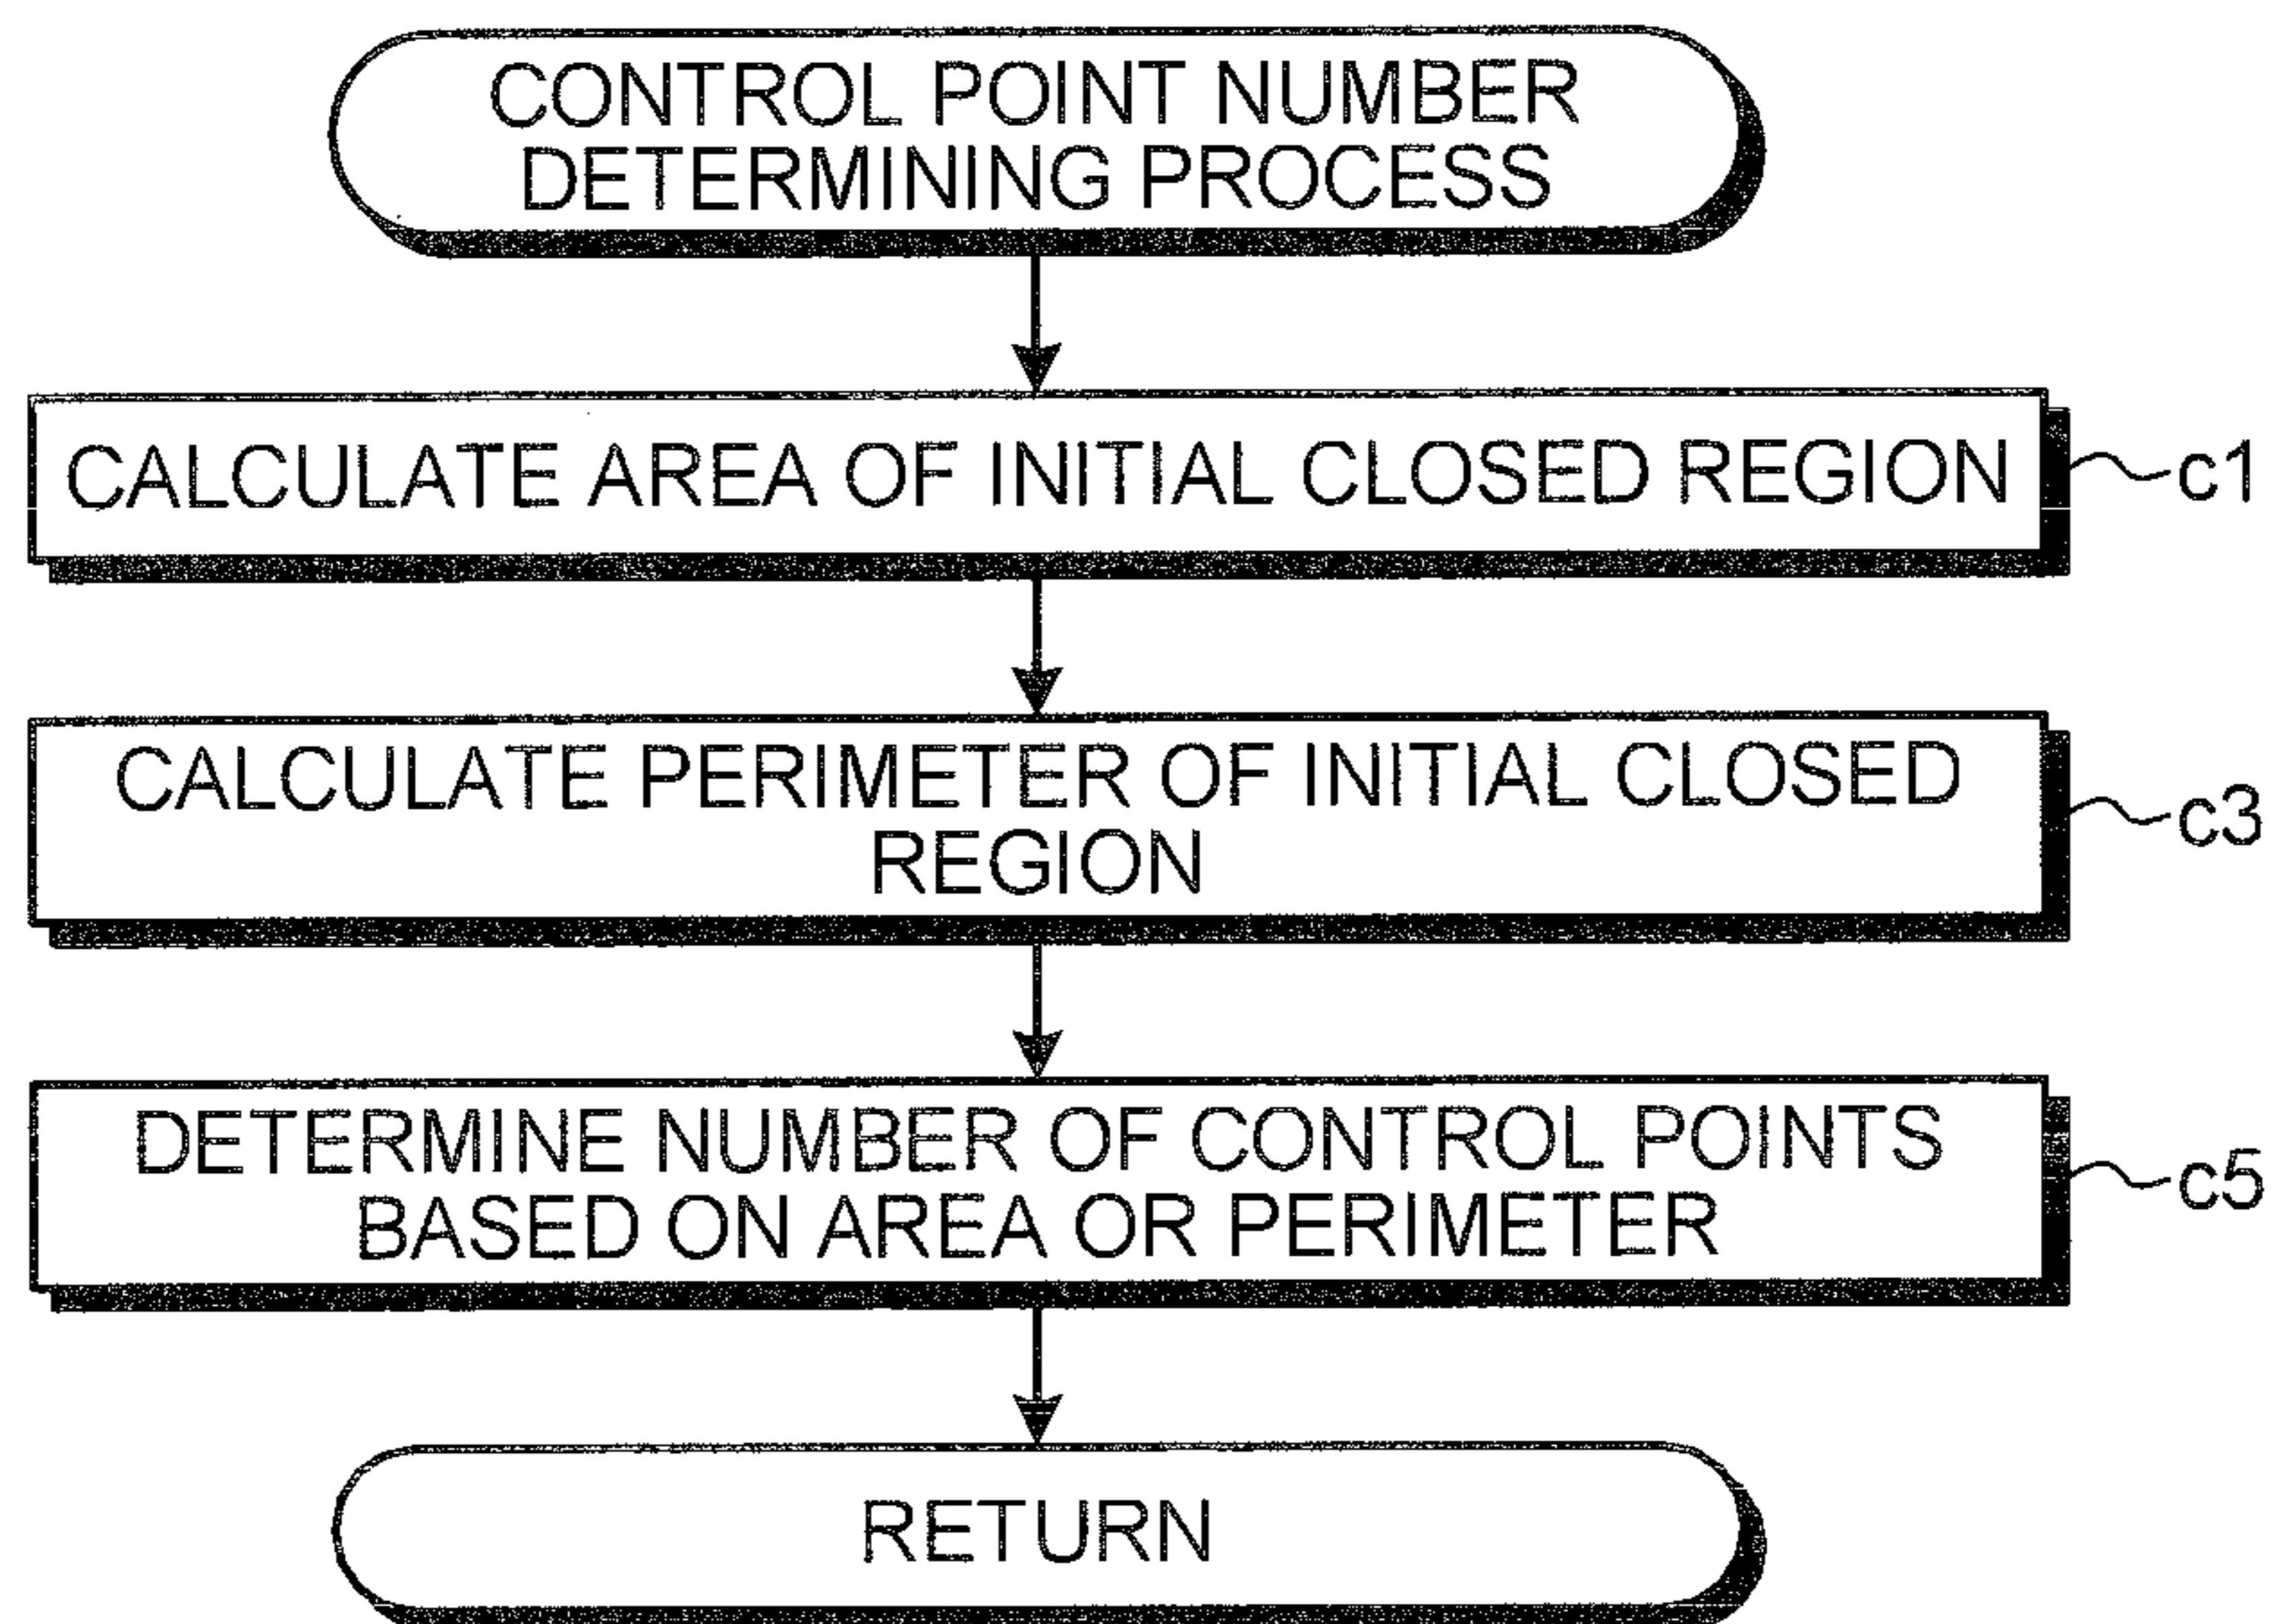 CONTROL POINT NUMBER
DETERMINING PROCESS
CALCULATE AREA OF INITIAL CLOSED REGION
c1
CALCULATE PERIMETER OF INITIAL CLOSED
REGION
c3
DETERMINE NUMBER OF CONTROL POINTS
BASED ON AREA OR PERIMETER
c5
RETURN